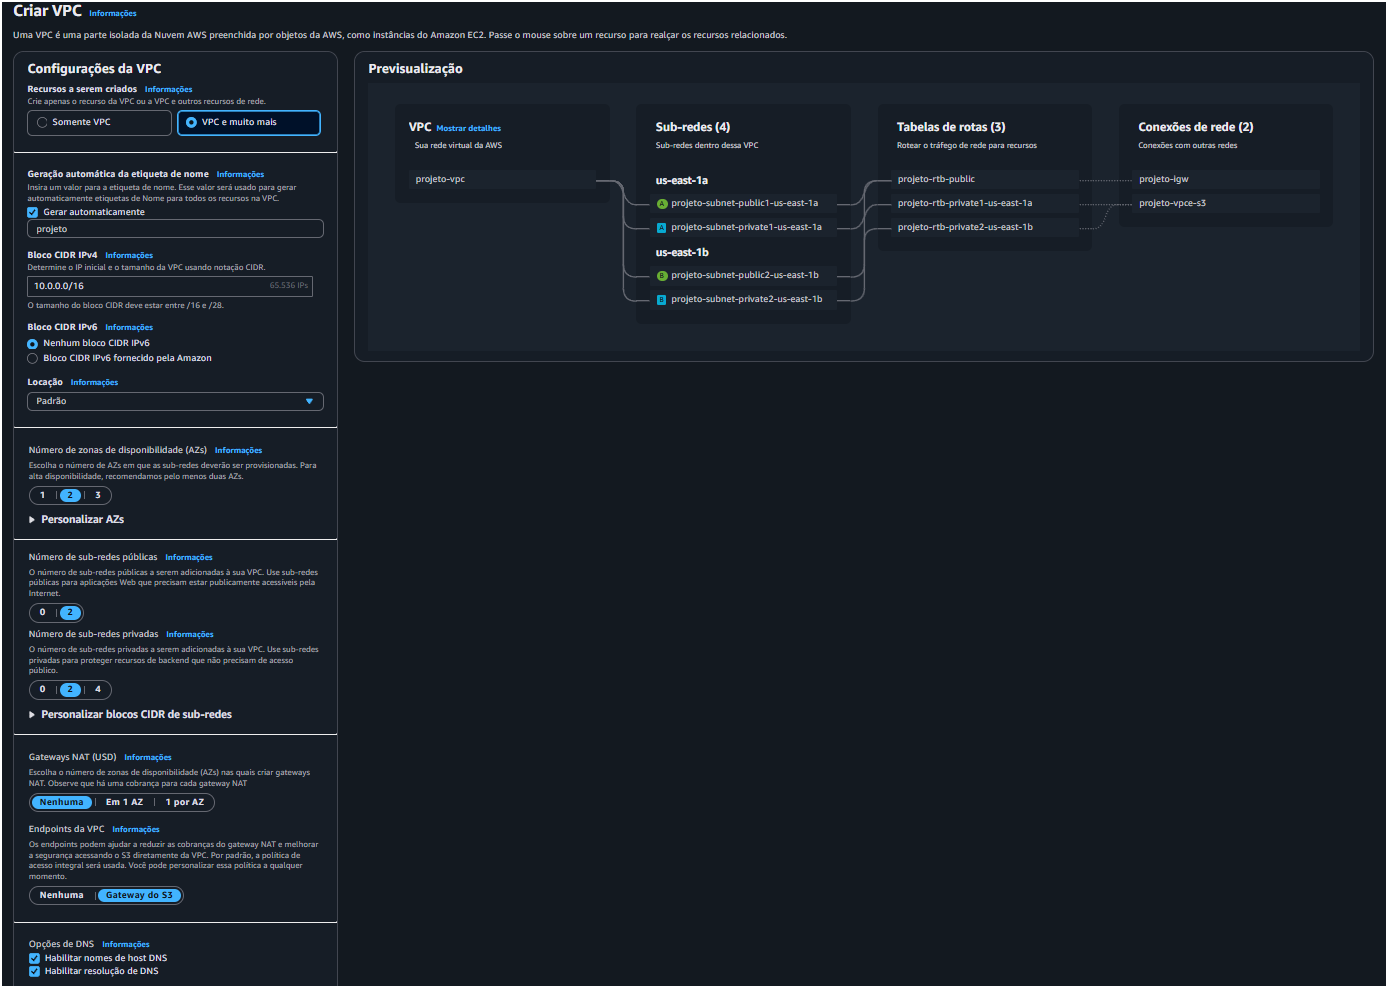 Criar VPC Informações
Uma VPC é uma parte isolada da Nuvem AWS preenchida por objetos da AWS, como instâncias do Amazon EC2. Passe o mouse sobre um recurso para realçar os recursos relacionados.
Configurações da VPC
Recursos a serem criados Informações
Crie apenas o recurso da VPC ou a VPC e outros recursos de rede.
Somente VPC
VPC e muito mais
Geração automática da etiqueta de nome Informações
Insira um valor para a etiqueta de nome. Esse valor será usado para gerar
automaticamente etiquetas de Nome para todos os recursos na VPC.
Gerar automaticamente
projeto
Bloco CIDR IPv4 Informações
Determine o IP inicial e o tamanho da VPC usando notação CIDR.
10.0.0.0/16 65.536 IPs
O tamanho do bloco CIDR deve estar entre /16 e /28.
Bloco CIDR IPv6 Informações
Nenhum bloco CIDR IPv6
Bloco CIDR IPv6 fornecido pela Amazon
Locação Informações
Padrão
Número de zonas de disponibilidade (AZs) Informações
Escolha o número de AZs em que as sub-redes deverão ser provisionadas. Para
alta disponibilidade, recomendamos pelo menos duas AZs.
1 2 3
Personalizar AZs
Número de sub-redes públicas Informações
O número de sub-redes públicas a serem adicionadas à sua VPC. Use sub-redes
públicas para aplicações Web que precisam estar publicamente acessíveis pela
Internet.
0 2
Número de sub-redes privadas Informações
O número de sub-redes privadas a serem adicionadas à sua VPC. Use sub-redes
privadas para proteger recursos de backend que não precisam de acesso
público.
0 2 4
Personalizar blocos CIDR de sub-redes
Gateways NAT (USD) Informações
Escolha o número de zonas de disponibilidade (AZs) nas quais criar gateways
NAT. Observe que há uma cobrança para cada gateway NAT
Nenhuma Em 1 AZ 1 por AZ
Endpoints da VPC Informações
Os endpoints podem ajudar a reduzir as cobranças do gateway NAT e melhorar
a segurança acessando o S3 diretamente da VPC. Por padrão, a política de
acesso integral será usada. Você pode personalizar essa política a qualquer
momento.
Nenhuma Gateway do S3
Opções de DNS Informações
Habilitar nomes de host DNS
Habilitar resolução de DNS
Previsualização
VPC Mostrar detalhes
Sua rede virtual da AWS
projeto-vpc
Sub-redes (4)
Sub-redes dentro dessa VPC
us-east-1a
A projeto-subnet-public1-us-east-1a
A projeto-subnet-private1-us-east-1a
us-east-1b
B projeto-subnet-public2-us-east-1b
B projeto-subnet-private2-us-east-1b
Tabelas de rotas (3)
Rotear o tráfego de rede para recursos
projeto-rtb-public
projeto-rtb-private1-us-east-1a
projeto-rtb-private2-us-east-1b
Conexões de rede (2)
Conexões com outras redes
projeto-igw
projeto-vpce-s3